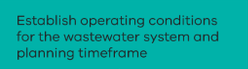 Establish operating conditions
for the wastewater system and
planning timeframe